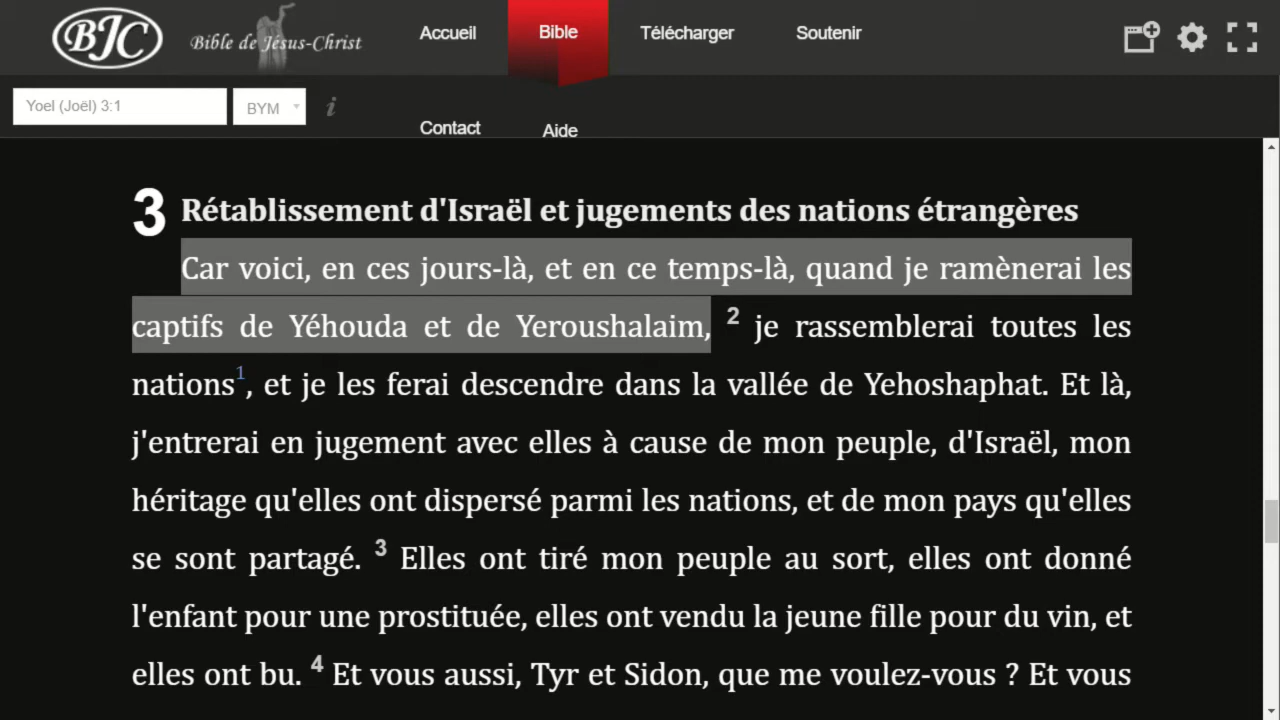 BJC
Bible de Jésus-Christ
Accueil
Bible
Télécharger
Soutenir
Yoel (Joël) 3:1
BYM
i
Contact
Aide
3 Rétablissement d'Israël et jugements des nations étrangères
Car voici, en ces jours-là, et en ce temps-là, quand je ramènerai les
captifs de Yéhouda et de Yeroushalaim, 2 je rassemblerai toutes les
nations1, et je les ferai descendre dans la vallée de Yehoshaphat. Et là,
j'entrerai en jugement avec elles à cause de mon peuple, d'Israël, mon
héritage qu'elles ont dispersé parmi les nations, et de mon pays qu'elles
se sont partagé. 3 Elles ont tiré mon peuple au sort, elles ont donné
l'enfant pour une prostituée, elles ont vendu la jeune fille pour du vin, et
elles ont bu. 4 Et vous aussi, Tyr et Sidon, que me voulez-vous ? Et vous